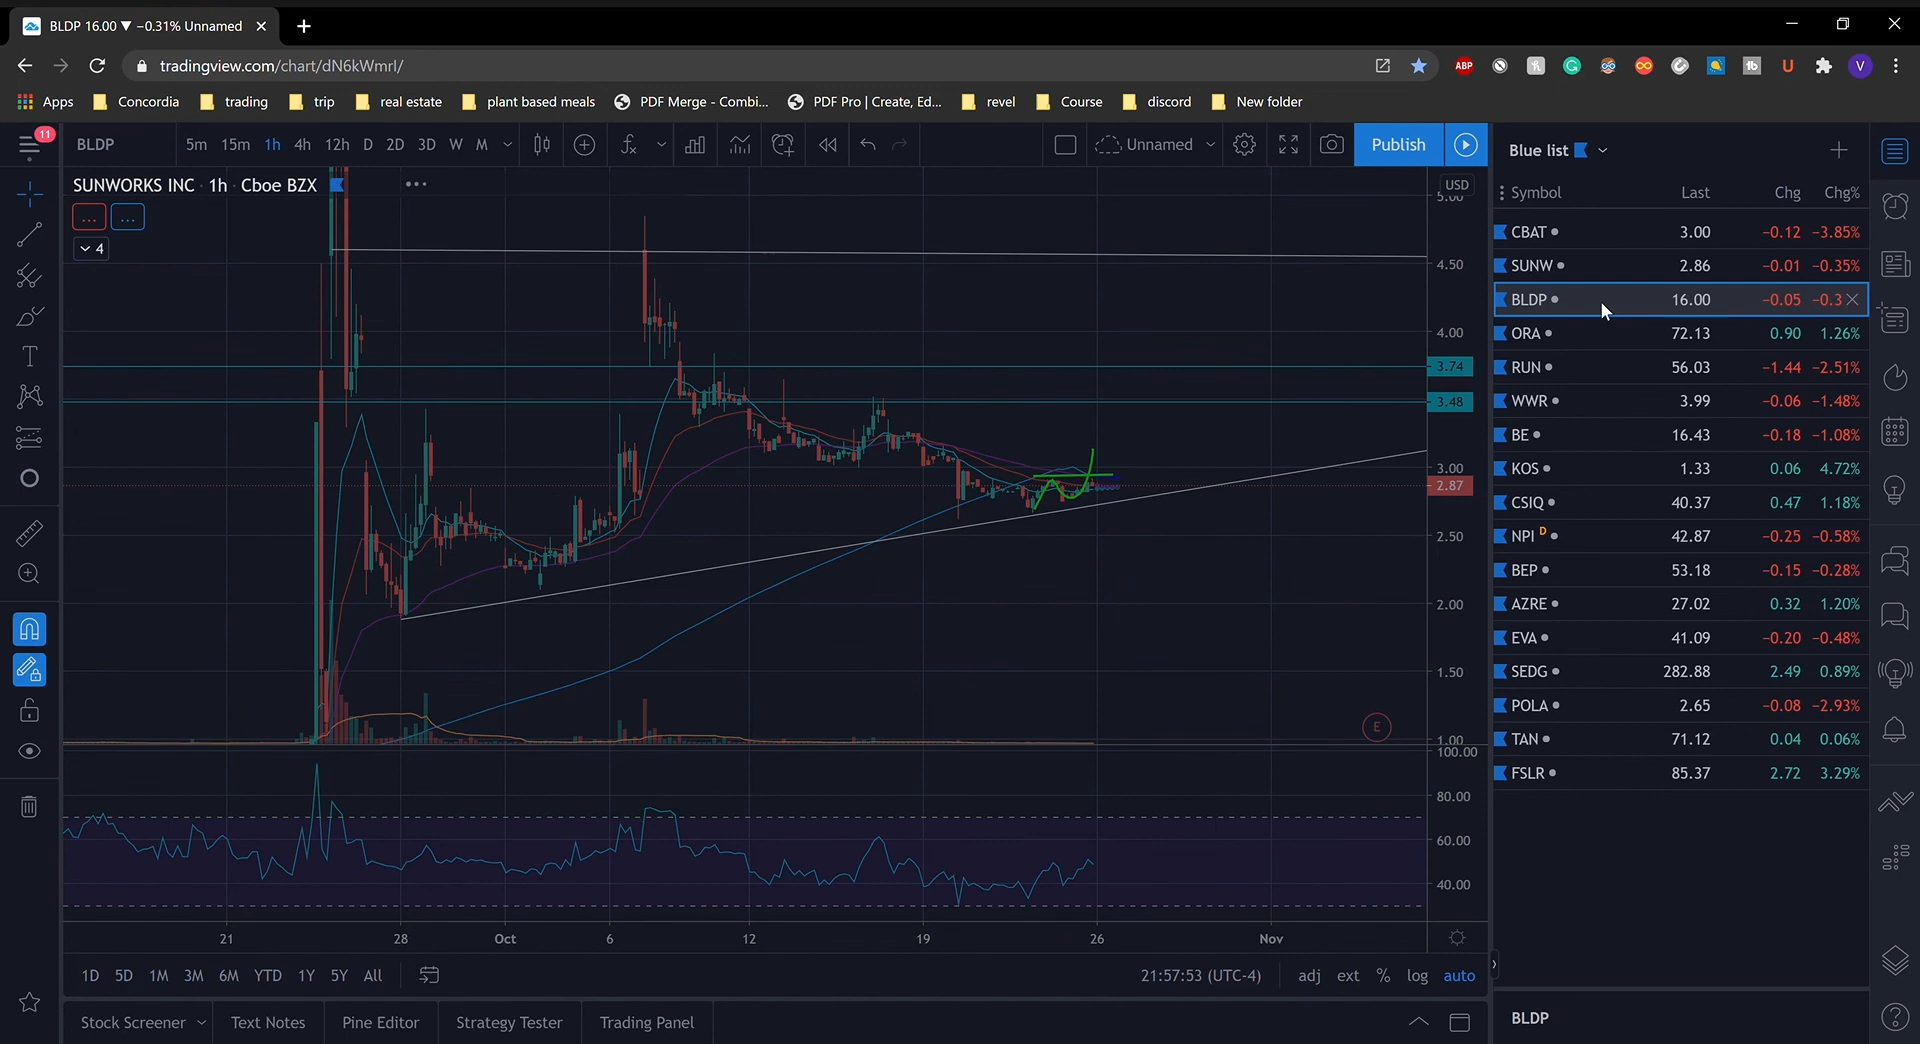 BLDP 16.00 ▼ −0.31% Unnamed
tradingview.com/chart/dN6kWmrl/
ABP
V
Apps Concordia trading trip real estate plant based meals PDF Merge - Combi... PDF Pro | Create, Ed... revel Course discord New folder
11
BLDP 5m 15m 1h 4h 12h D 2D 3D W M Unnamed Publish
SUNWORKS INC · 1h · Cboe BZX
... ...
4
USD
5.00
4.50
4.00
3.74
3.48
3.00
2.87
2.50
2.00
1.50
1.00
E
100.00
80.00
60.00
40.00
21 28 Oct 6 12 19 26 Nov
1D 5D 1M 3M 6M YTD 1Y 5Y All 21:57:53 (UTC-4) adj ext % log auto
Stock Screener Text Notes Pine Editor Strategy Tester Trading Panel
Blue list
Symbol Last Chg Chg%
CBAT 3.00 −0.12 −3.85%
SUNW 2.86 −0.01 −0.35%
BLDP 16.00 −0.05 −0.3
ORA 72.13 0.90 1.26%
RUN 56.03 −1.44 −2.51%
WWR 3.99 −0.06 −1.48%
BE 16.43 −0.18 −1.08%
KOS 1.33 0.06 4.72%
CSIQ 40.37 0.47 1.18%
NPI D 42.87 −0.25 −0.58%
BEP 53.18 −0.15 −0.28%
AZRE 27.02 0.32 1.20%
EVA 41.09 −0.20 −0.48%
SEDG 282.88 2.49 0.89%
POLA 2.65 −0.08 −2.93%
TAN 71.12 0.04 0.06%
FSLR 85.37 2.72 3.29%
BLDP